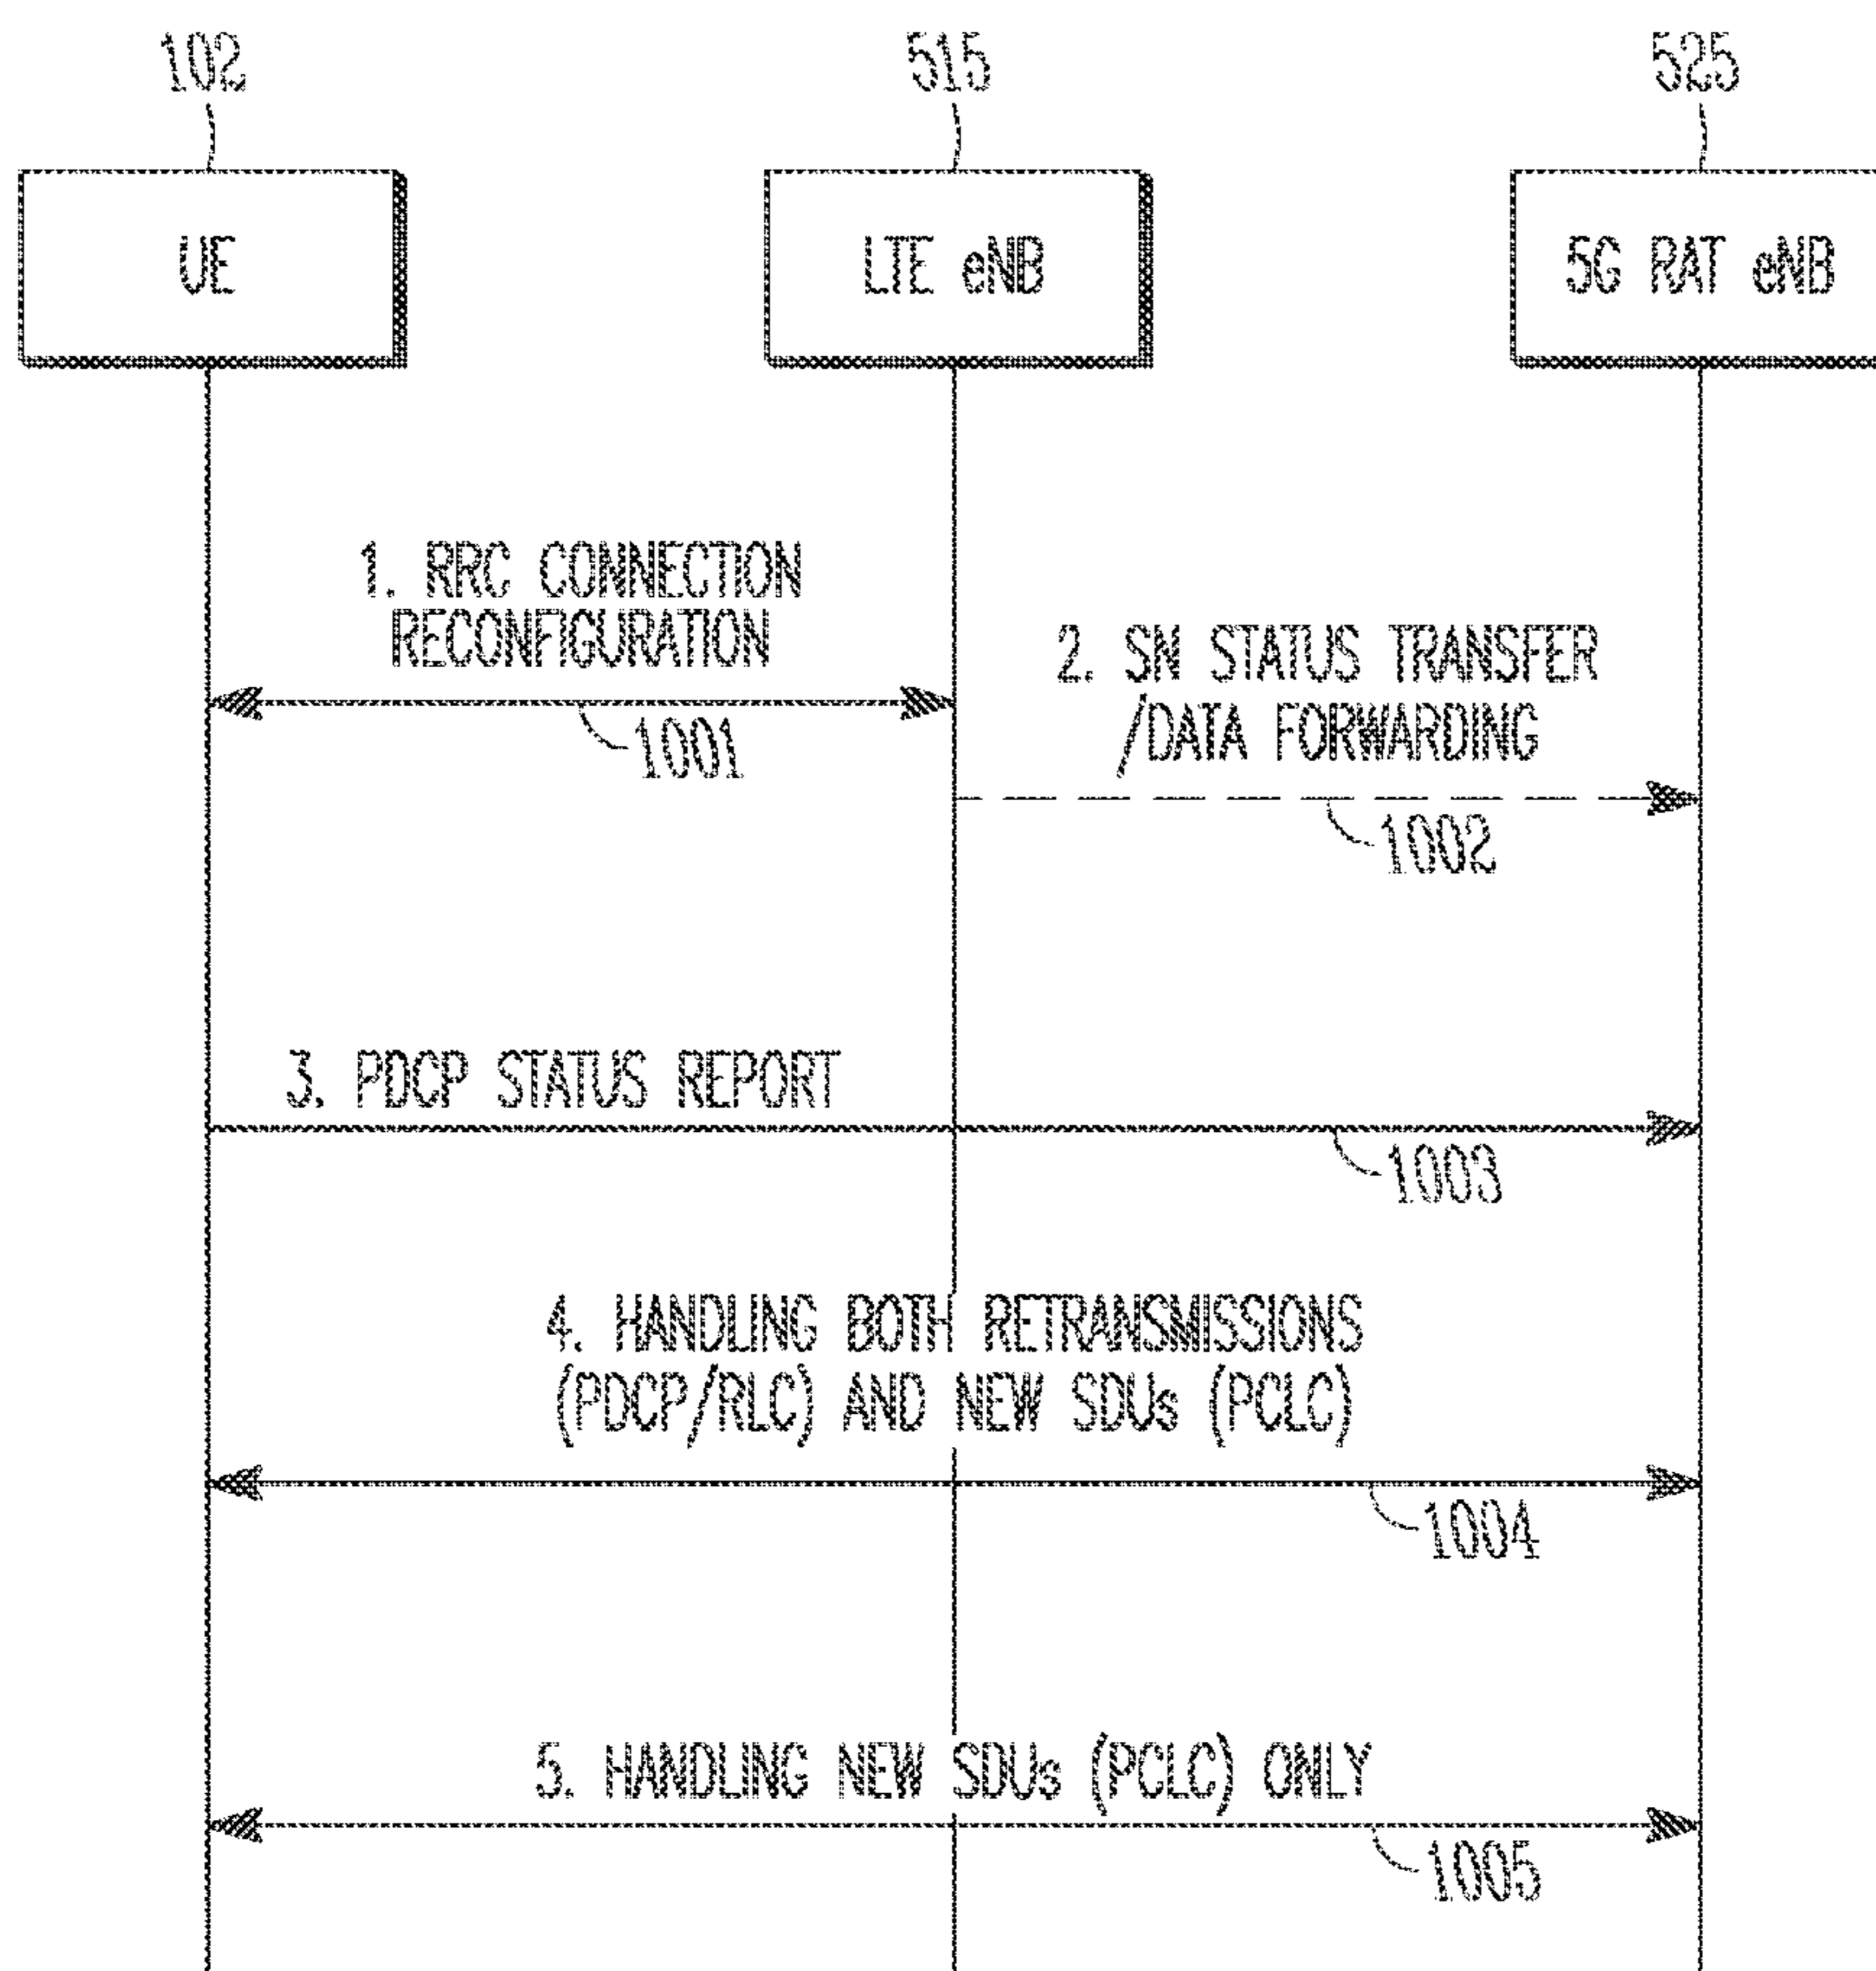 102
515
525
UE
LTE eNB
5G RAT eNB
1. RRC CONNECTION
RECONFIGURATION
1001
2. SN STATUS TRANSFER
/DATA FORWARDING
1002
3. PDCP STATUS REPORT
1003
4. HANDLING BOTH RETRANSMISSIONS
(PDCP/RLC) AND NEW SDUs (PCLC)
1004
5. HANDLING NEW SDUs (PCLC) ONLY
1005